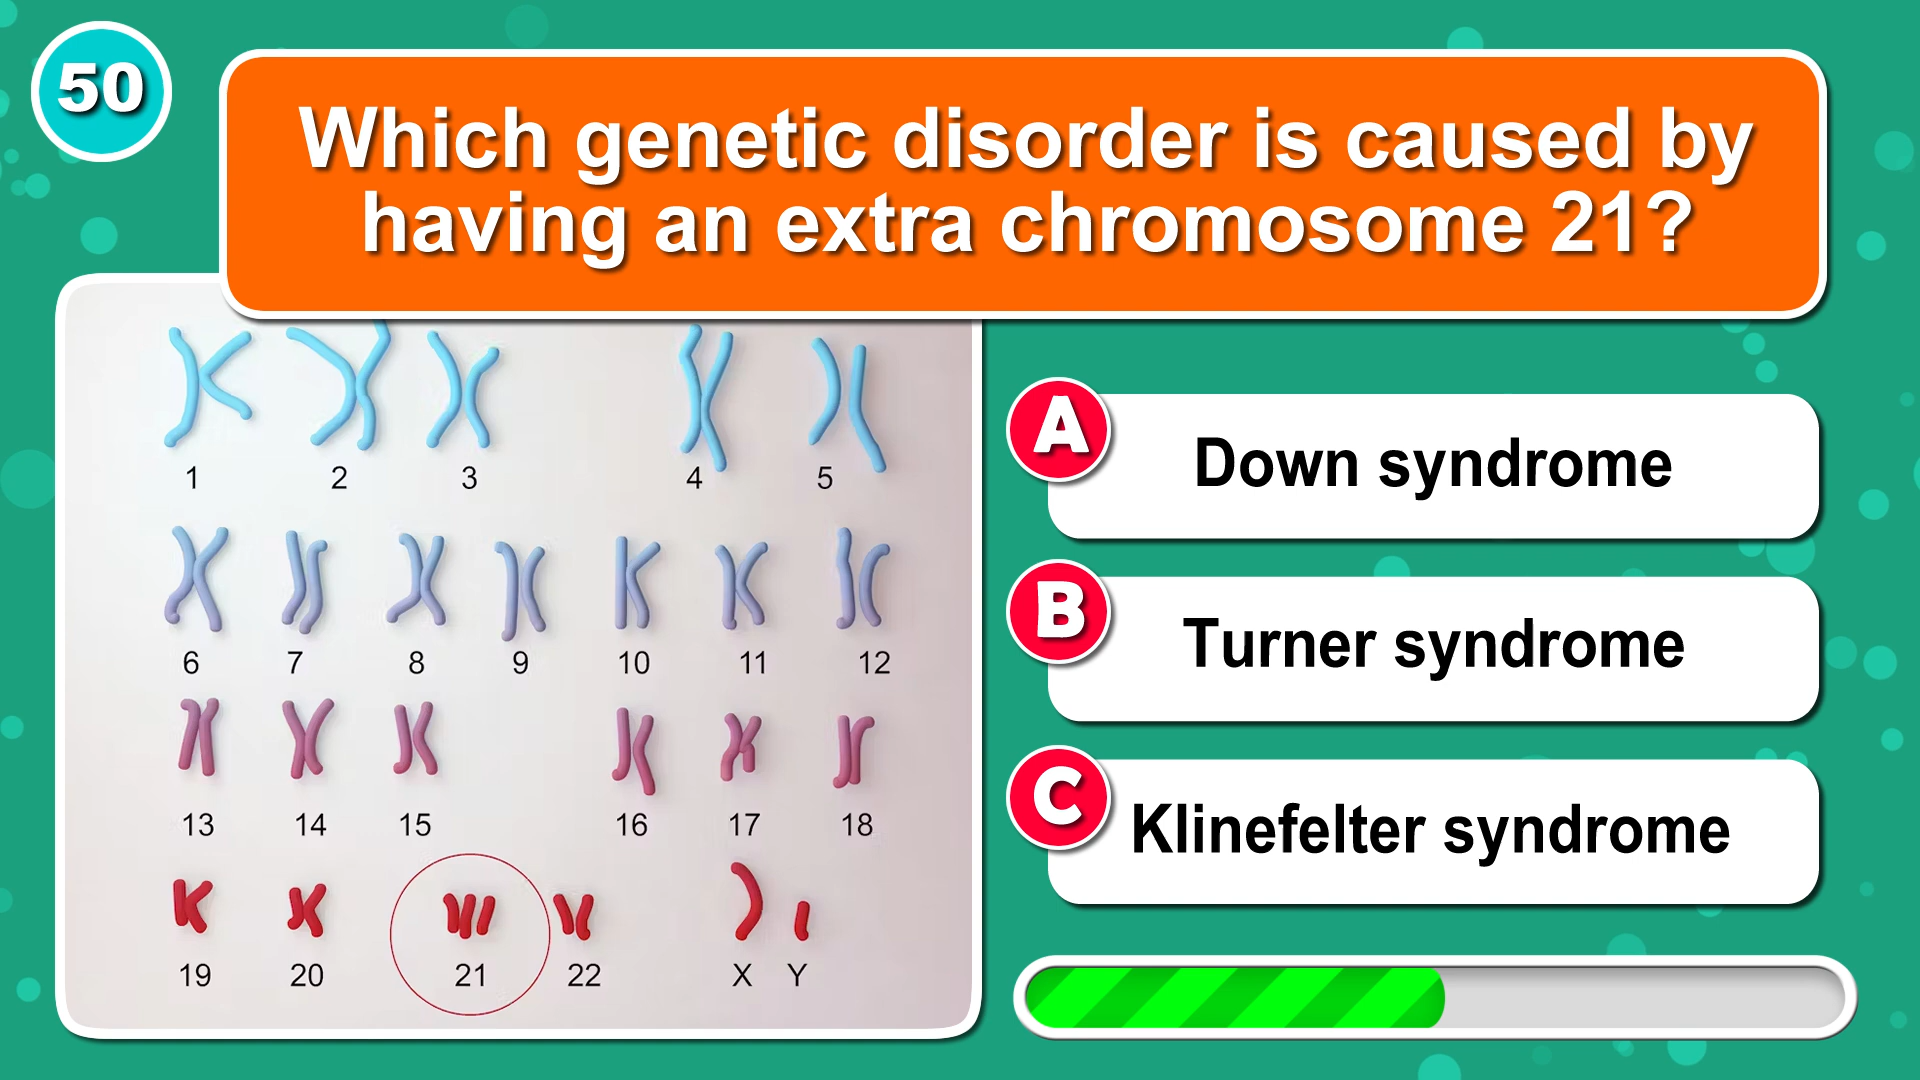 50
Which genetic disorder is caused by
having an extra chromosome 21?
1 2 3 4 5
6 7 8 9 10 11 12
13 14 15 16 17 18
19 20 21 22 X Y
A Down syndrome
B Turner syndrome
C Klinefelter syndrome